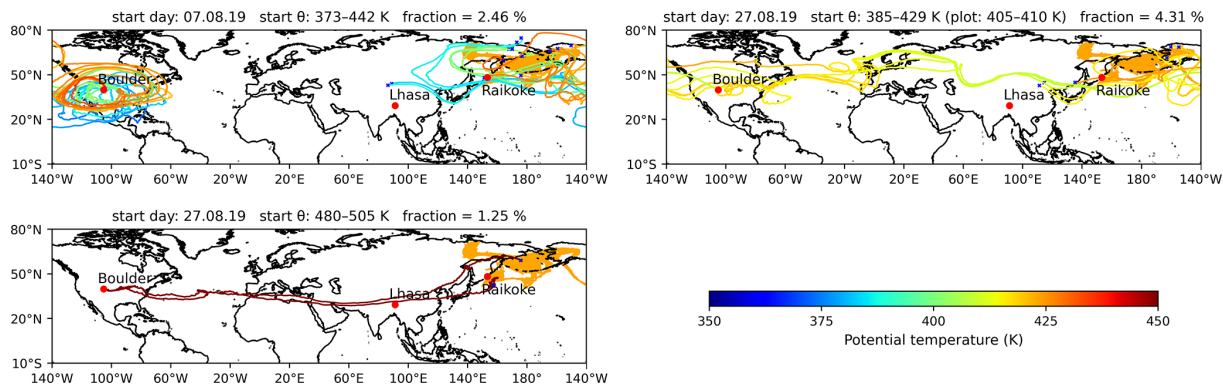 start day: 07.08.19 start θ: 373–442 K fraction = 2.46 %
80°N
50°N
20°N
10°S
Boulder
Lhasa
Raikoke
140°W 100°W 60°W 20°W 20°E 60°E 100°E 140°E 180° 140°W
start day: 27.08.19 start θ: 385–429 K (plot: 405–410 K) fraction = 4.31 %
80°N
50°N
20°N
10°S
Boulder
Lhasa
Raikoke
140°W 100°W 60°W 20°W 20°E 60°E 100°E 140°E 180° 140°W
start day: 27.08.19 start θ: 480–505 K fraction = 1.25 %
80°N
50°N
20°N
10°S
Boulder
Lhasa
Raikoke
140°W 100°W 60°W 20°W 20°E 60°E 100°E 140°E 180° 140°W
350 375 400 425 450
Potential temperature (K)